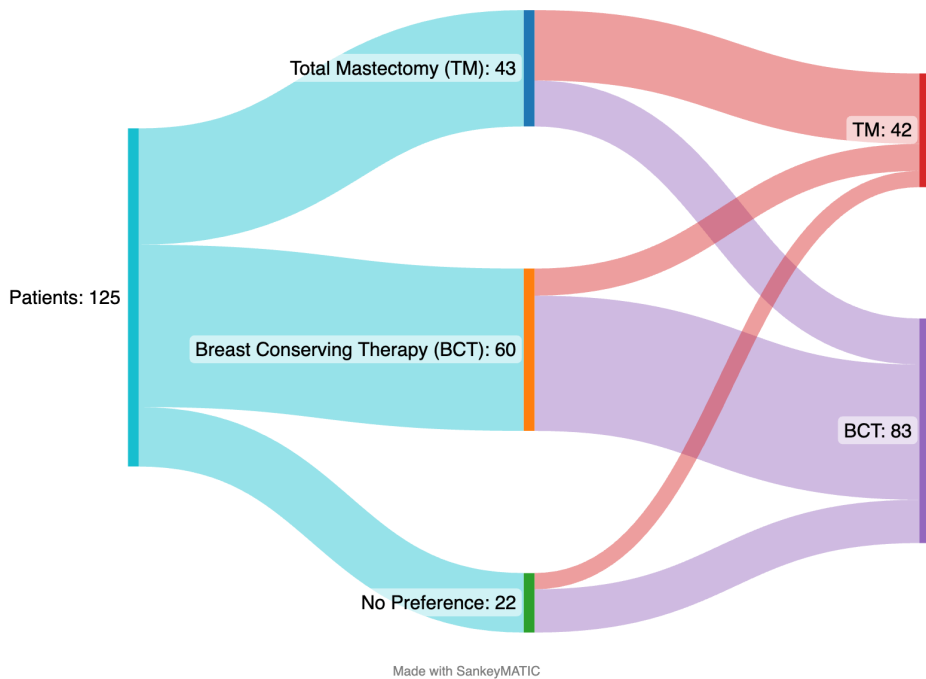 Total Mastectomy (TM): 43
TM: 42
Patients: 125
Breast Conserving Therapy (BCT): 60
BCT: 83
No Preference: 22
Made with SankeyMATIC